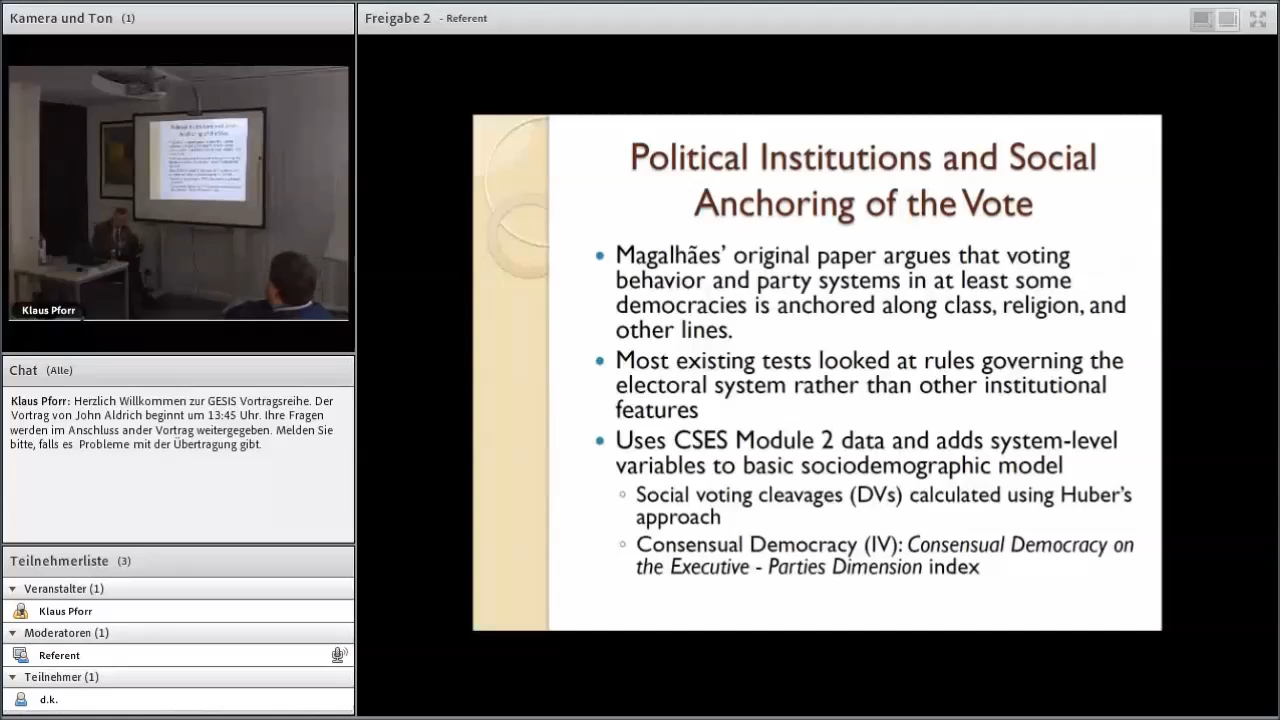 Kamera und Ton (1)
Klaus Pforr
Chat (Alle)
Klaus Pforr: Herzlich Willkommen zur GESIS Vortragsreihe. Der
Vortrag von John Aldrich beginnt um 13:45 Uhr. Ihre Fragen
werden im Anschluss ander Vortrag weitergegeben. Melden Sie
bitte, falls es Probleme mit der Übertragung gibt.
Teilnehmerliste (3)
Veranstalter (1)
Klaus Pforr
Moderatoren (1)
Referent
Teilnehmer (1)
d.k.
Freigabe 2 - Referent
Political Institutions and Social
Anchoring of the Vote
Magalhães' original paper argues that voting
behavior and party systems in at least some
democracies is anchored along class, religion, and
other lines.
Most existing tests looked at rules governing the
electoral system rather than other institutional
features
Uses CSES Module 2 data and adds system-level
variables to basic sociodemographic model
Social voting cleavages (DVs) calculated using Huber's
approach
Consensual Democracy (IV): Consensual Democracy on
the Executive - Parties Dimension index